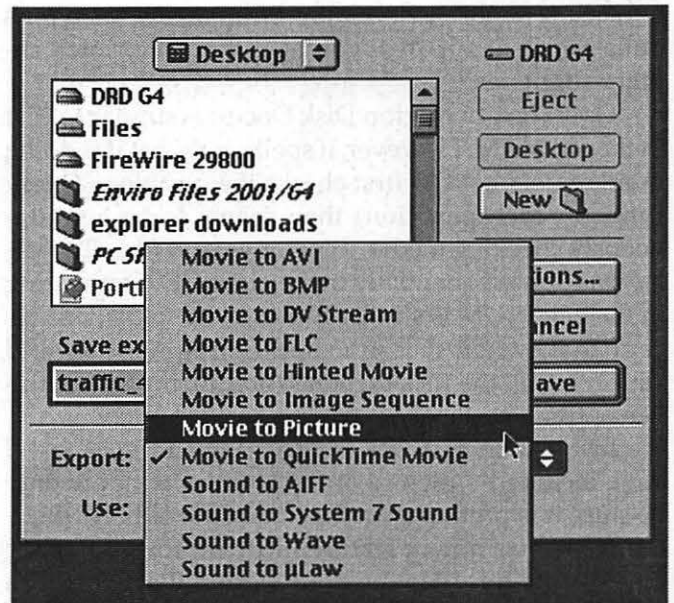 Desktop
DRD G4
DRD G4
Files
FireWire 29800
Enviro Files 2001/G4
explorer downloads
PC
Portf
Eject
Desktop
New
tions...
ancel
ave
Save ex
traffic_
Export:
Use:
Movie to AVI
Movie to BMP
Movie to DV Stream
Movie to FLC
Movie to Hinted Movie
Movie to Image Sequence
Movie to Picture
✓ Movie to QuickTime Movie
Sound to AIFF
Sound to System 7 Sound
Sound to Wave
Sound to µLaw